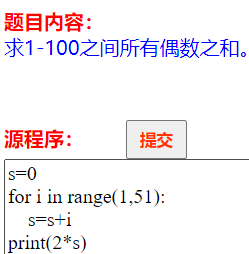 题目内容：
求1-100之间所有偶数之和。
源程序： 提交
s=0
for i in range(1,51):
    s=s+i
print(2*s)